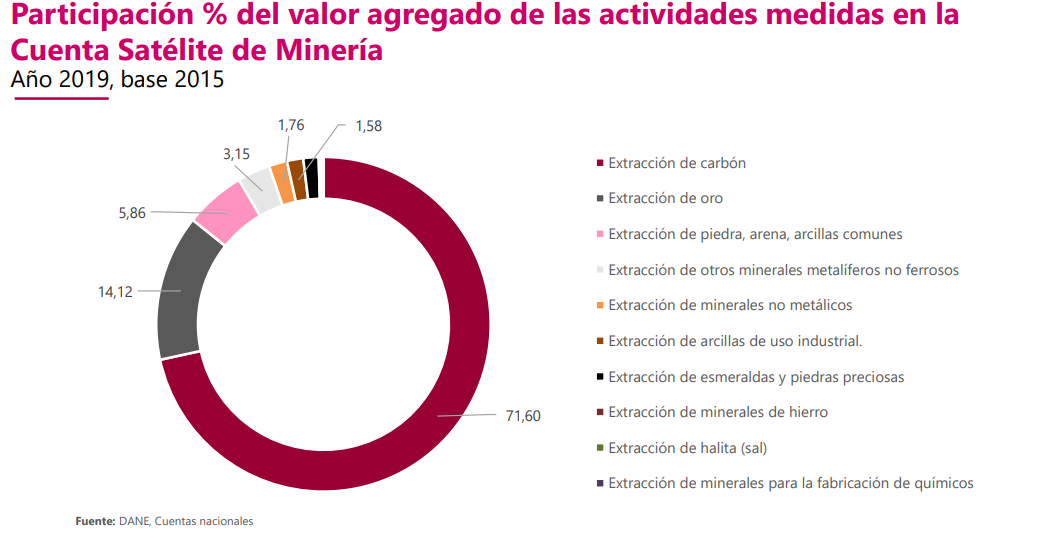 Participación % del valor agregado de las actividades medidas en la
Cuenta Satélite de Minería
Año 2019, base 2015
1,76
1,58
3,15
5,86
14,12
71,60
Extracción de carbón
Extracción de oro
Extracción de piedra, arena, arcillas comunes
Extracción de otros minerales metalíferos no ferrosos
Extracción de minerales no metálicos
Extracción de arcillas de uso industrial.
Extracción de esmeraldas y piedras preciosas
Extracción de minerales de hierro
Extracción de halita (sal)
Extracción de minerales para la fabricación de químicos
Fuente: DANE, Cuentas nacionales